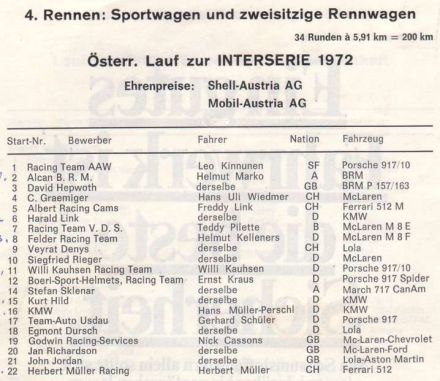 4. Rennen: Sportwagen und zweisitzige Rennwagen
34 Runden à 5,91 km = 200 km
Österr. Lauf zur INTERSERIE 1972
Ehrenpreise: Shell-Austria AG
Mobil-Austria AG
Start-Nr. Bewerber Fahrer Nation Fahrzeug
1 Racing Team AAW Leo Kinnunen SF Porsche 917/10
2 Alcan B. R. M. Helmut Marko A BRM
3 David Hepwoth derselbe GB BRM P 157/163
4 C. Graemiger Hans Uli Wiedmer CH McLaren
5 Albert Racing Cams Freddy Link CH Ferrari 512 M
6 Harald Link derselbe D KMW
7 Racing Team V. D. S. Teddy Pilette B McLaren M 8 E
8 Felder Racing Team Helmut Kelleners D McLaren M 8 F
9 Veyrat Denys derselbe CH Lola
10 Siegfried Rieger derselbe D McLaren
11 Willi Kauhsen Racing Team Willi Kauhsen D Porsche 917/10
12 Boeri-Sport-Helmets, Racing Team Ernst Kraus D Porsche 917 Spider
14 Stefan Sklenar derselbe A March 717 CanAm
15 Kurt Hild derselbe D KMW
16 KMW Hans Müller-Perschl D KMW
17 Team-Auto Usdau Gerhard Schüler D Porsche 917
18 Egmont Dursch derselbe D Lola
19 Godwin Racing-Services Nick Cassons GB Mc-Laren-Chevrolet
20 Jan Richardson derselbe GB Mc-Laren-Ford
21 John Jordan derselbe GB Lola-Aston Martin
22 Herbert Müller Racing Herbert Müller CH Ferrari 512